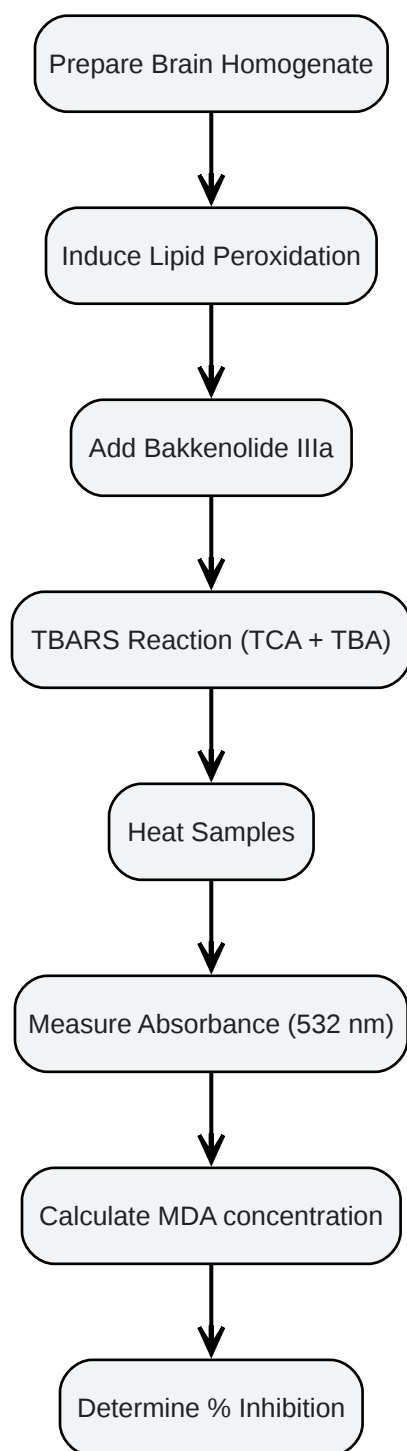 Prepare Brain Homogenate
Induce Lipid Peroxidation
Add Bakkenolide IIIa
TBARS Reaction (TCA + TBA)
Heat Samples
Measure Absorbance (532 nm)
Calculate MDA concentration
Determine % Inhibition